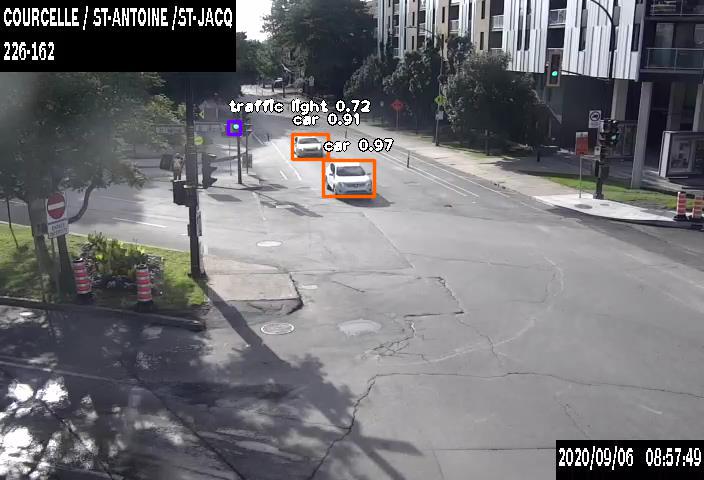 COURCELLE / ST-ANTOINE /ST-JACQ
226-162
traffic light 0.72
car 0.91
car 0.97
2020/09/06 08:57:49